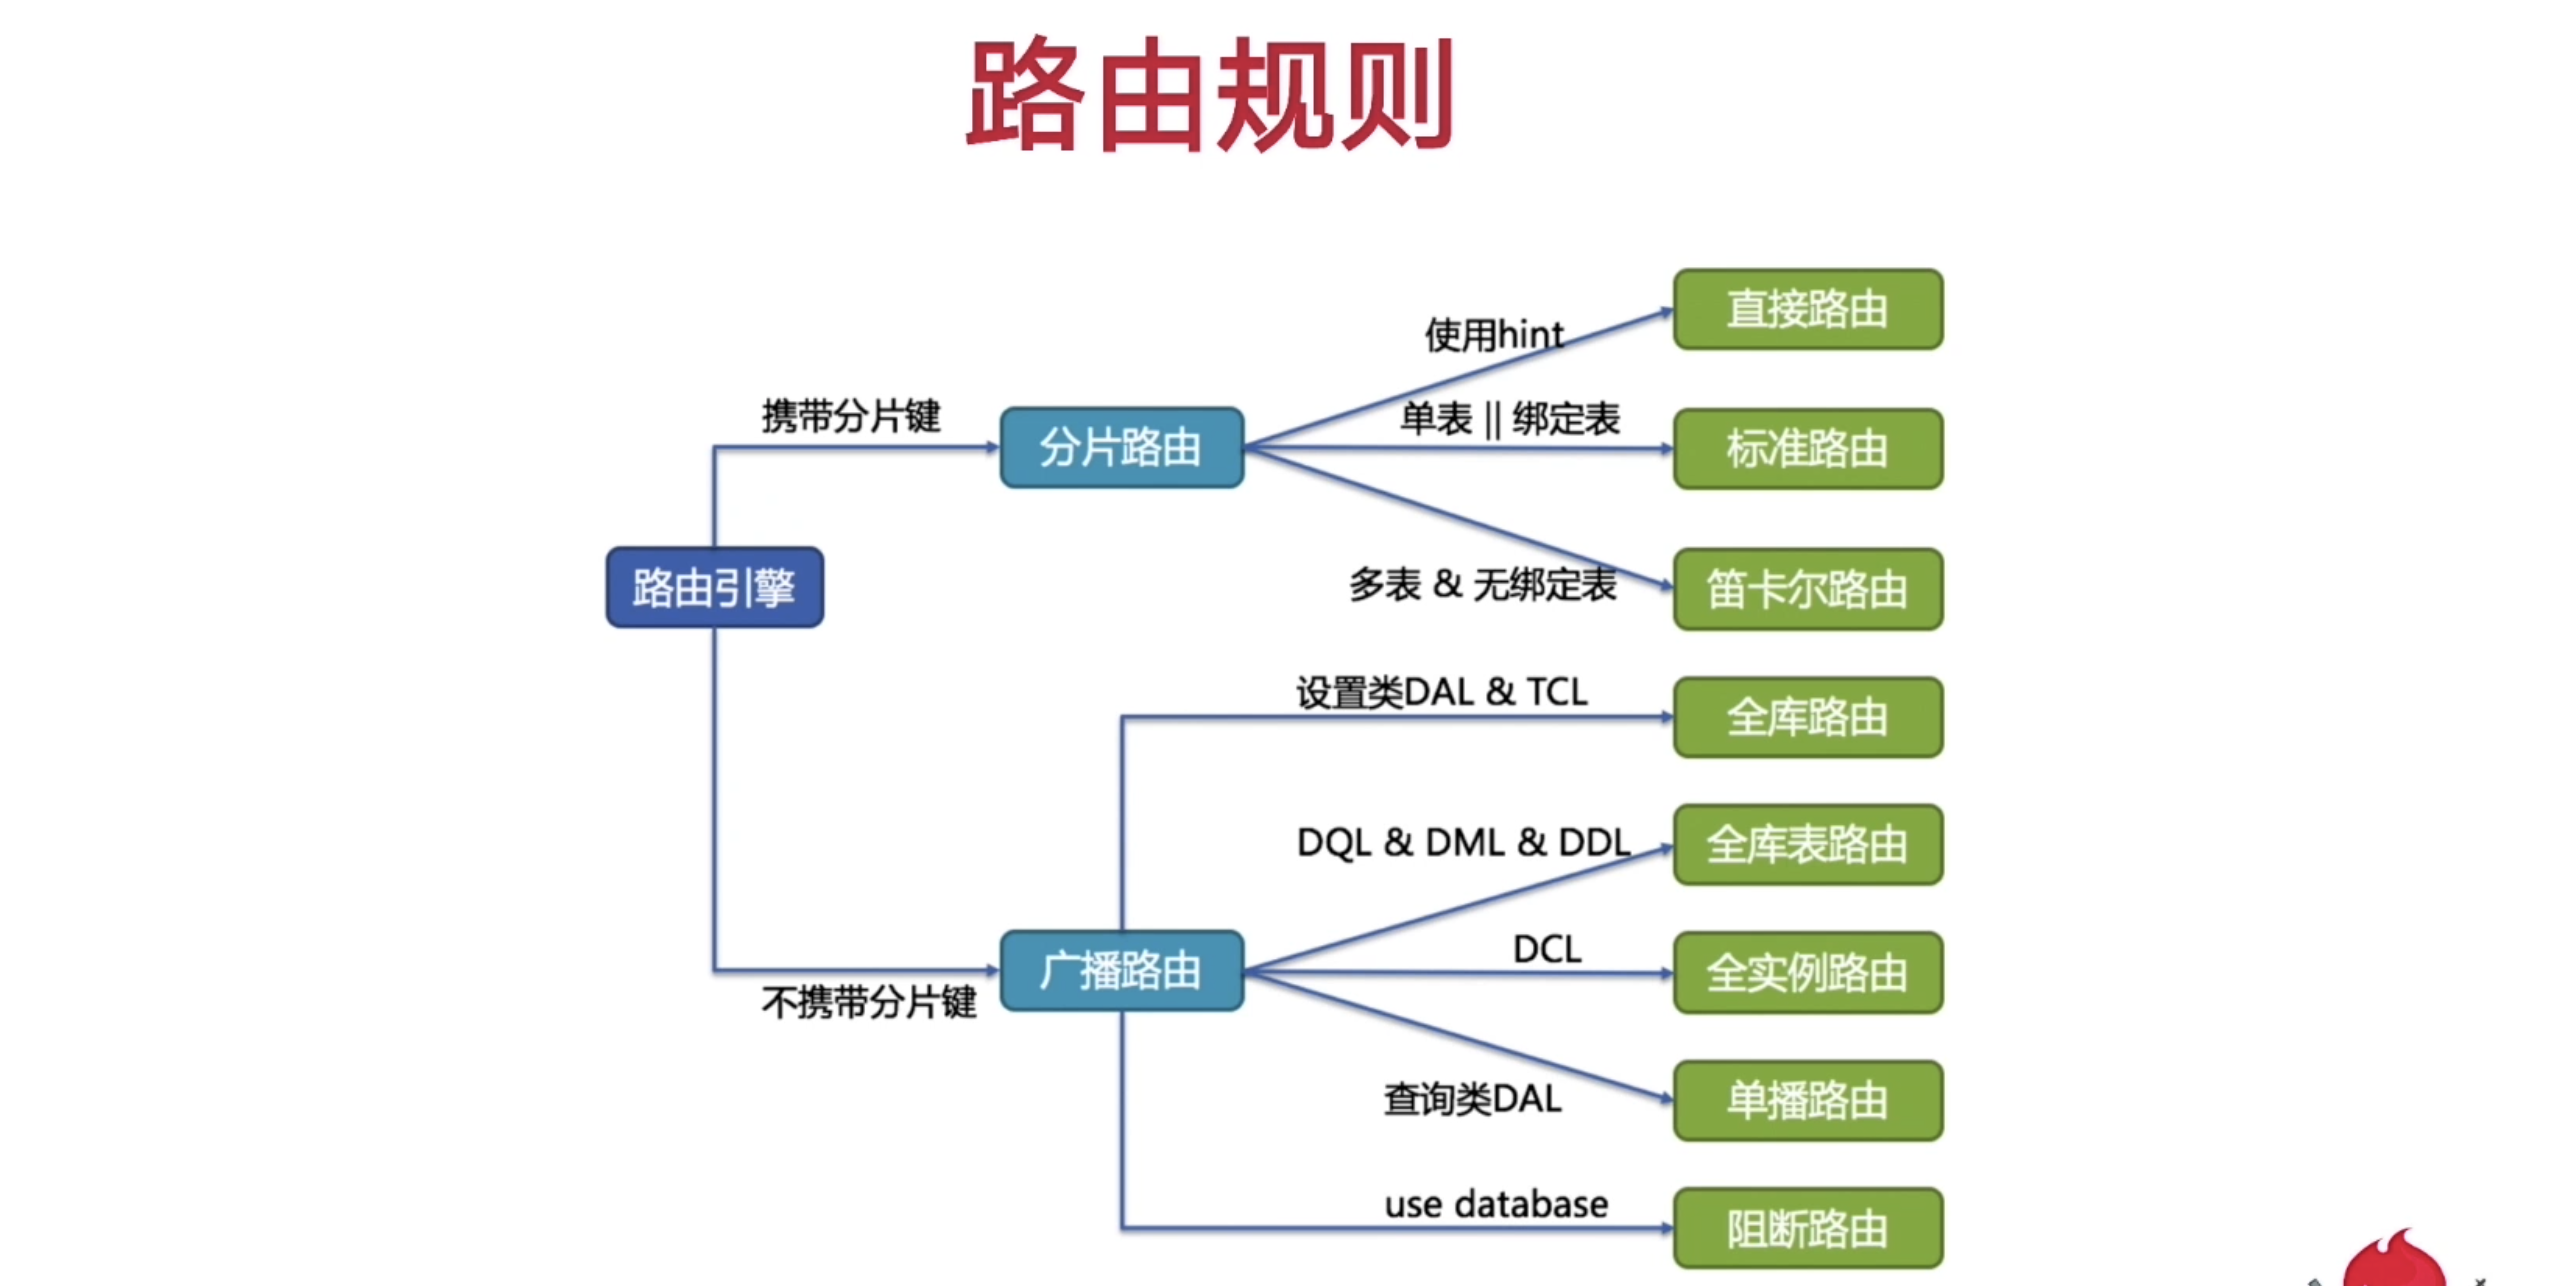 路由规则
使用hint
直接路由
携带分片键
分片路由
单表 || 绑定表
标准路由
路由引擎
多表 & 无绑定表
笛卡尔路由
设置类DAL & TCL
全库路由
DQL & DML & DDL
全库表路由
不携带分片键
广播路由
DCL
全实例路由
查询类DAL
单播路由
use database
阻断路由